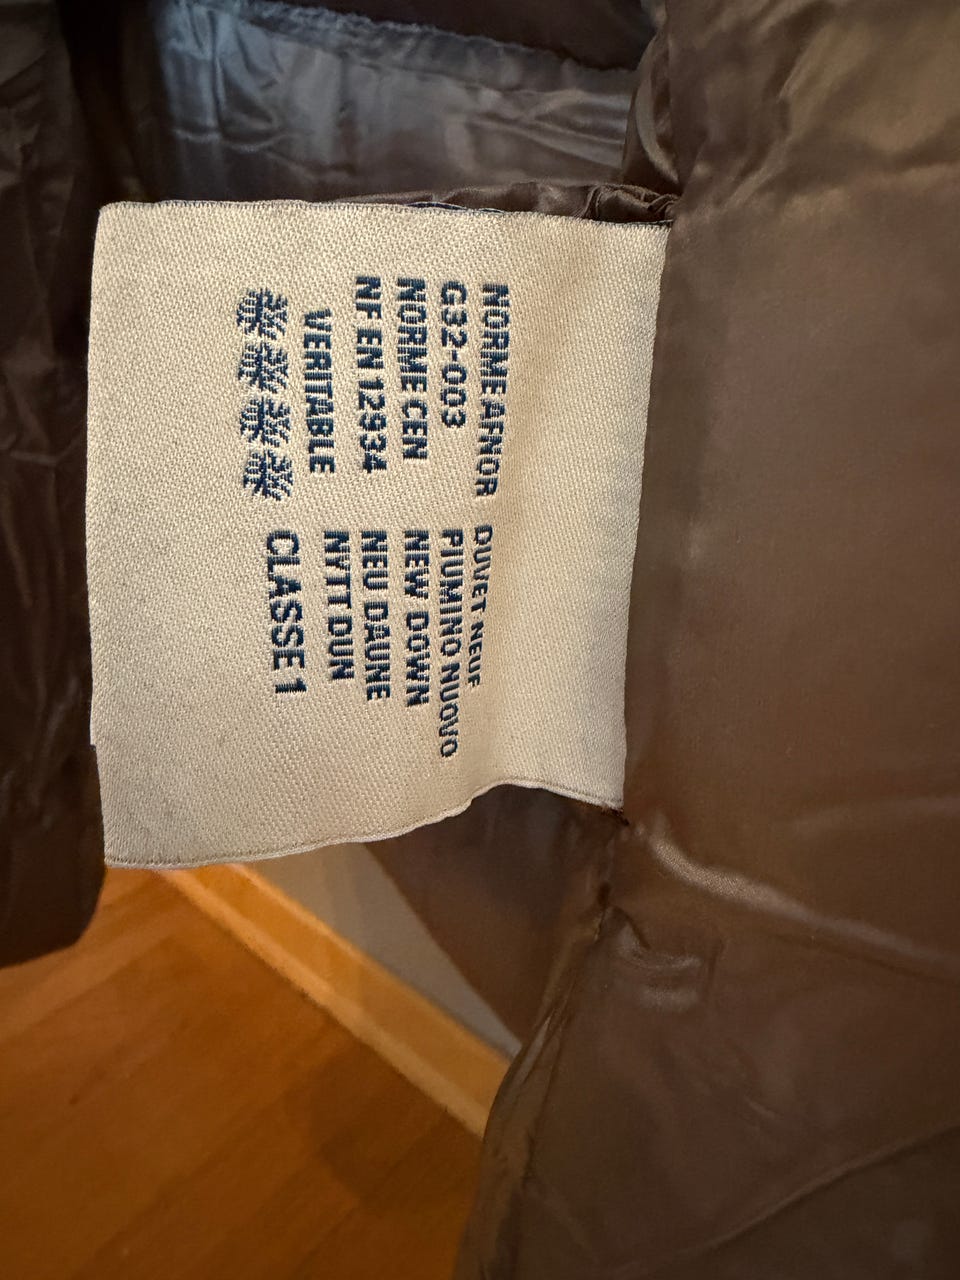 NORME AFNOR
G32-003
NORME CEN
NF EN 12934
VERITABLE
DUVET NEUF
PIUMINO NUOVO
NEW DOWN
NEU DAUNE
NYTT DUN
CLASSE 1